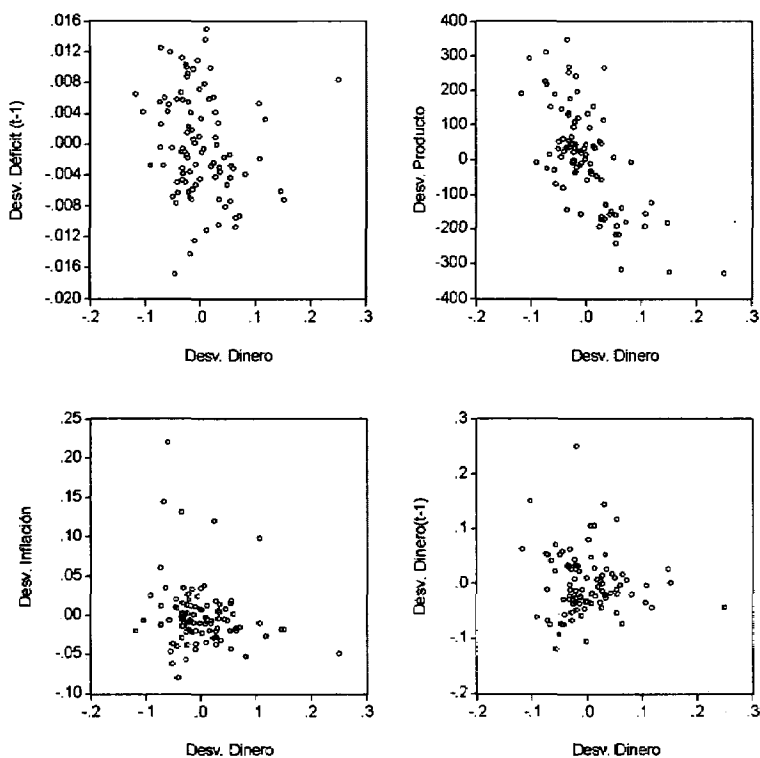 .016
.012
.008
.004
.000
-.004
-.008
-.012
-.016
-.020
Desv. Déficit (t-1)
-.2 -.1 .0 .1 .2 .3
Desv. Dinero
400
300
200
100
0
-100
-200
-300
-400
Desv. Producto
-.2 -.1 .0 .1 .2 .3
Desv. Dinero
.25
.20
.15
.10
.05
.00
-.05
-.10
Desv. Inflación
-.2 -.1 .0 .1 .2 .3
Desv. Dinero
.3
.2
.1
.0
-.1
-.2
Desv. Dinero(t-1)
-.2 -.1 .0 .1 .2 .3
Desv. Dinero